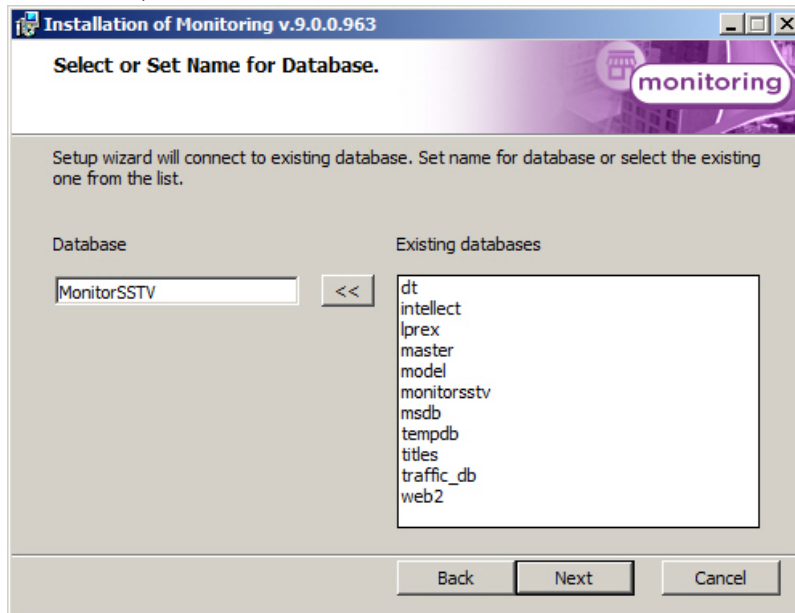 Installation of Monitoring v.9.0.0.963
Select or Set Name for Database.
monitoring
Setup wizard will connect to existing database. Set name for database or select the existing
one from the list.
Database
Existing databases
MonitorSSTV
<<
dt
intellect
lprex
master
model
monitorsstv
msdb
tempdb
titles
traffic_db
web2
Back
Next
Cancel